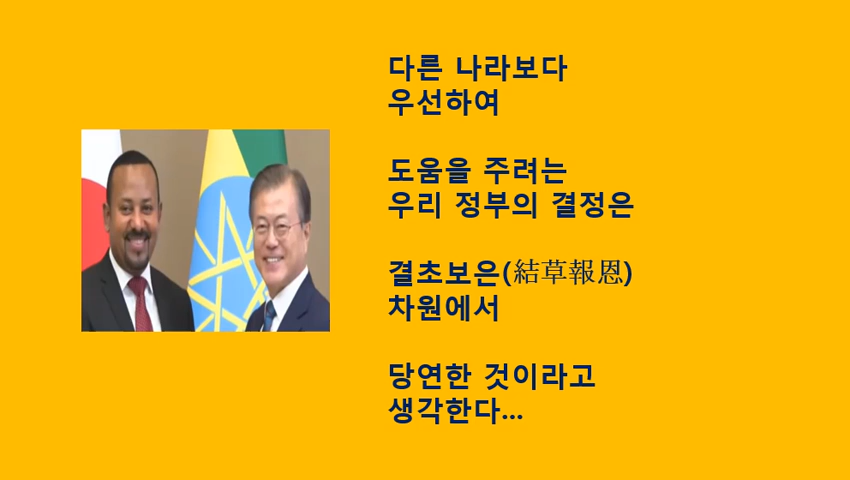 다른 나라보다
우선하여
도움을 주려는
우리 정부의 결정은
결초보은(結草報恩)
차원에서
당연한 것이라고
생각한다...